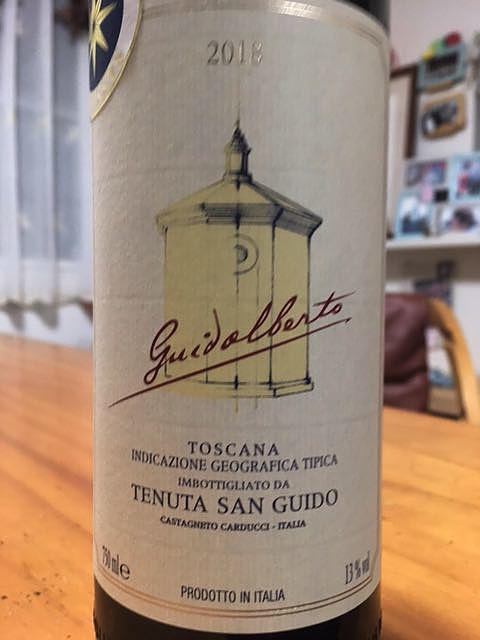 2018
Guidalberto
TOSCANA
INDICAZIONE GEOGRAFICA TIPICA
IMBOTTIGLIATO DA
TENUTA SAN GUIDO
CASTAGNETO CARDUCCI - ITALIA
750 ml e
13 % vol
PRODOTTO IN ITALIA